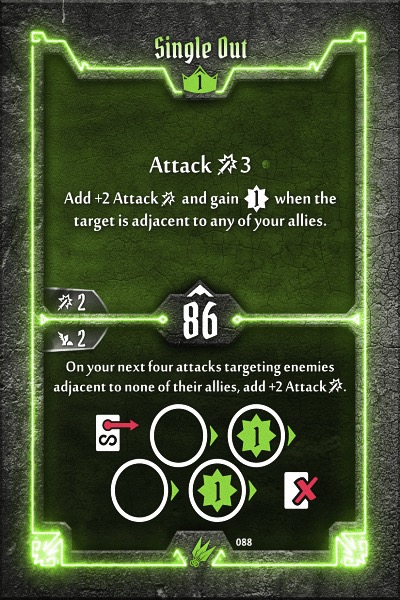 Single Out
1
Attack 3
Add +2 Attack and gain 1 when the
target is adjacent to any of your allies.
2
86
2
On your next four attacks targeting enemies
adjacent to none of their allies, add +2 Attack.
S 1
1
088